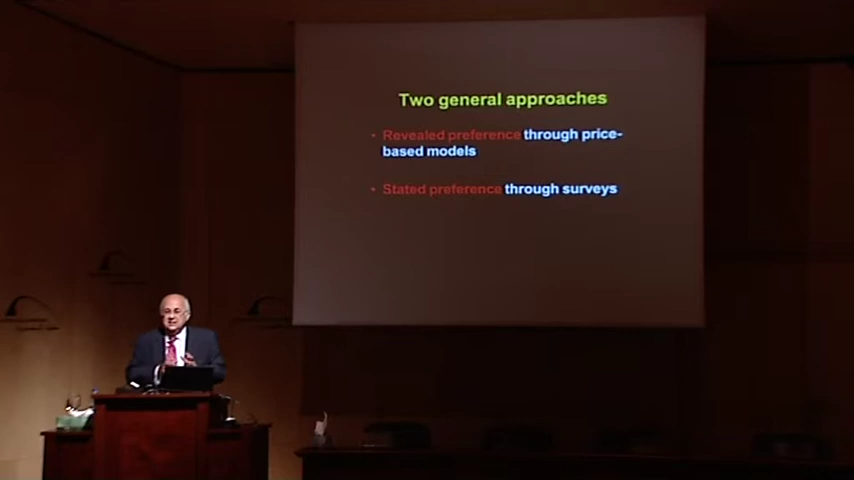 Two general approaches
• Revealed preference through price-
based models
• Stated preference through surveys